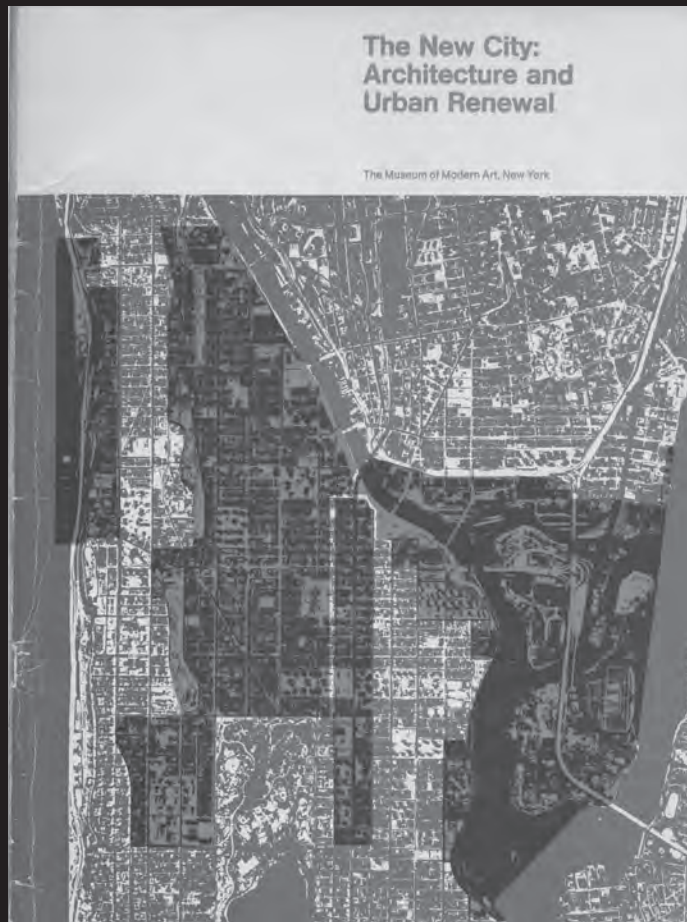 The New City:
Architecture and
Urban Renewal
The Museum of Modern Art, New York